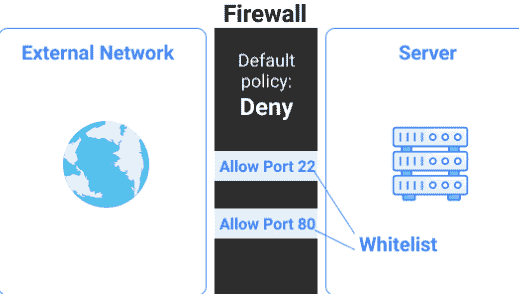 Firewall
External Network
Default
policy:
Deny
Server
Allow Port 22
Allow Port 80
Whitelist